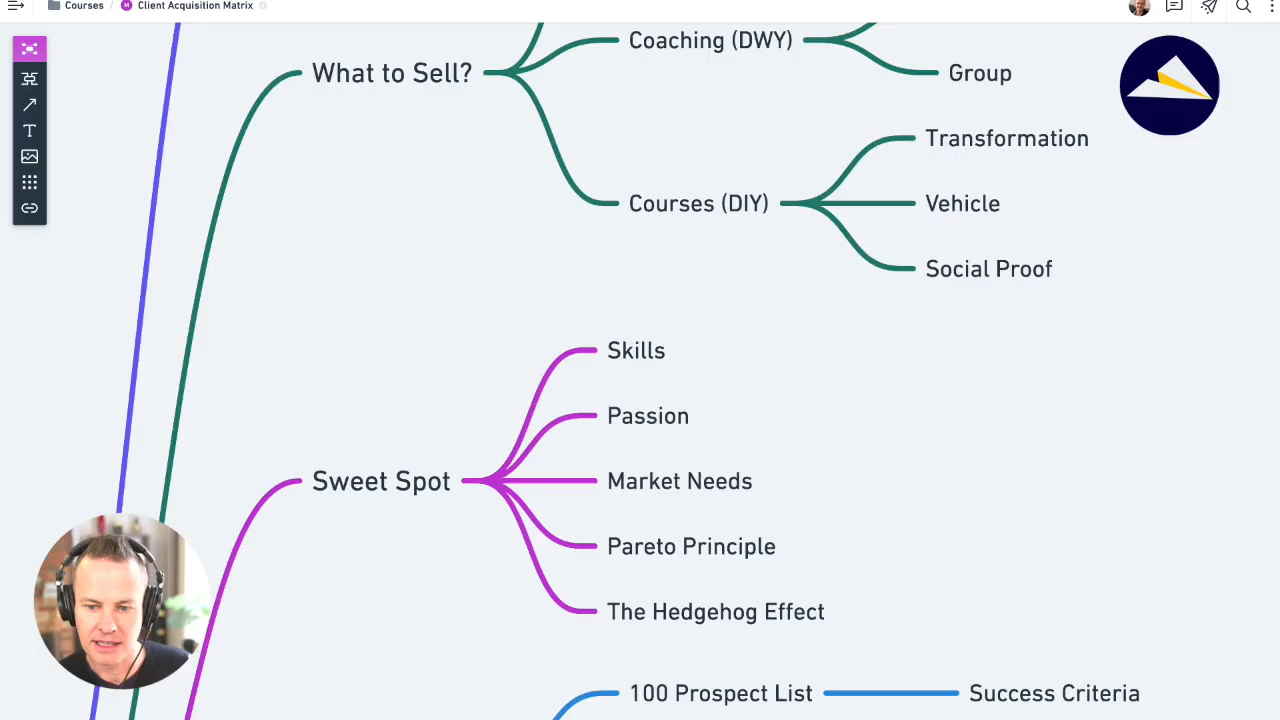 Courses / Client Acquisition Matrix
Coaching (DWY)
What to Sell?
Group
Transformation
Courses (DIY)
Vehicle
Social Proof
Skills
Passion
Sweet Spot
Market Needs
Pareto Principle
The Hedgehog Effect
100 Prospect List
Success Criteria